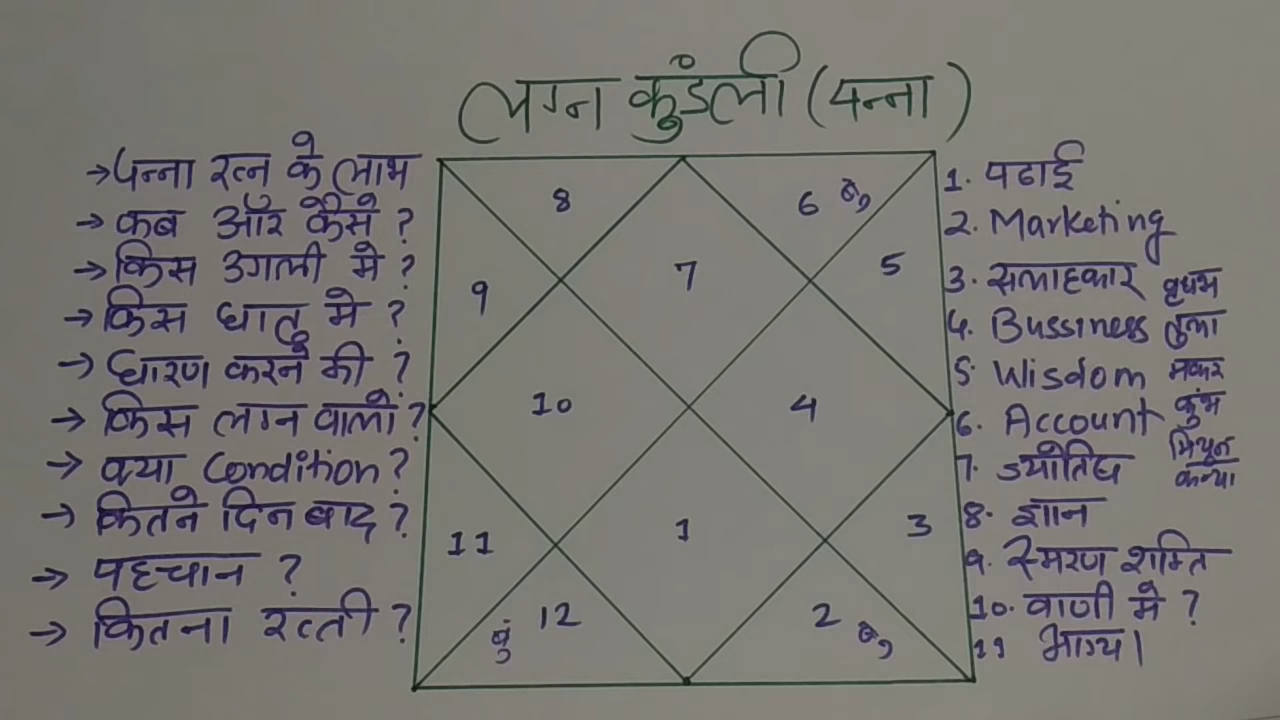 लग्न कुंडली (पन्ना)
→ पन्ना रत्न के लाभ
→ कब और कैसे ?
→ किस उगली मे ?
→ किस धातु मे ?
→ धारण करने की ?
→ किस लग्न वालो ?
→ क्या Condition ?
→ कितने दिन बाद ?
→ पहचान ?
→ कितना रत्ती ?
8
6 बु
9
7
5
10
4
11
1
3
बुं 12
2 बु
1. पढाई
2. Marketing
3. सलाहकार
4. Bussiness
5. Wisdom
6. Account
7. ज्योतिष
8. ज्ञान
9. स्मरण शक्ति
10. वाणी मे ?
11 भाग्य।
वृषभ
तुला
मकर
कुंभ
मिथुन
कन्या